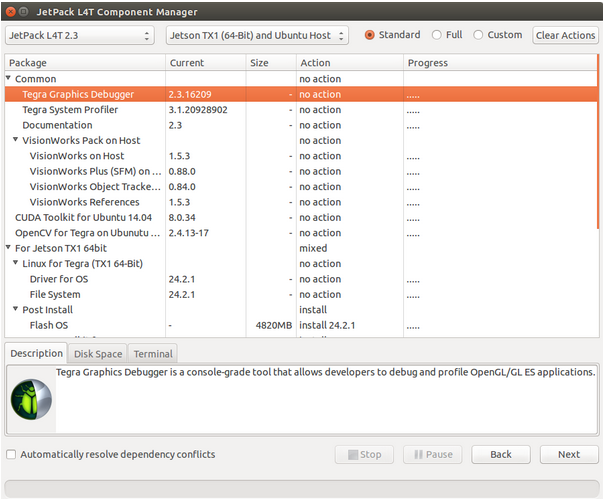 JetPack L4T Component Manager
JetPack L4T 2.3 Jetson TX1 (64-Bit) and Ubuntu Host Standard Full Custom Clear Actions
Package Current Size Action Progress
Common no action
Tegra Graphics Debugger 2.3.16209 - no action .....
Tegra System Profiler 3.1.20928902 - no action .....
Documentation 2.3 - no action .....
VisionWorks Pack on Host no action
VisionWorks on Host 1.5.3 - no action .....
VisionWorks Plus (SFM) on ... 0.88.0 - no action .....
VisionWorks Object Tracke... 0.84.0 - no action .....
VisionWorks References 1.5.3 - no action .....
CUDA Toolkit for Ubuntu 14.04 8.0.34 - no action .....
OpenCV for Tegra on Ubunutu ... 2.4.13-17 - no action .....
For Jetson TX1 64bit mixed
Linux for Tegra (TX1 64-Bit) no action
Driver for OS 24.2.1 - no action .....
File System 24.2.1 - no action .....
Post Install install
Flash OS - 4820MB install 24.2.1 .....
Description Disk Space Terminal
Tegra Graphics Debugger is a console-grade tool that allows developers to debug and profile OpenGL/GL ES applications.
Automatically resolve dependency conflicts Stop Pause Back Next